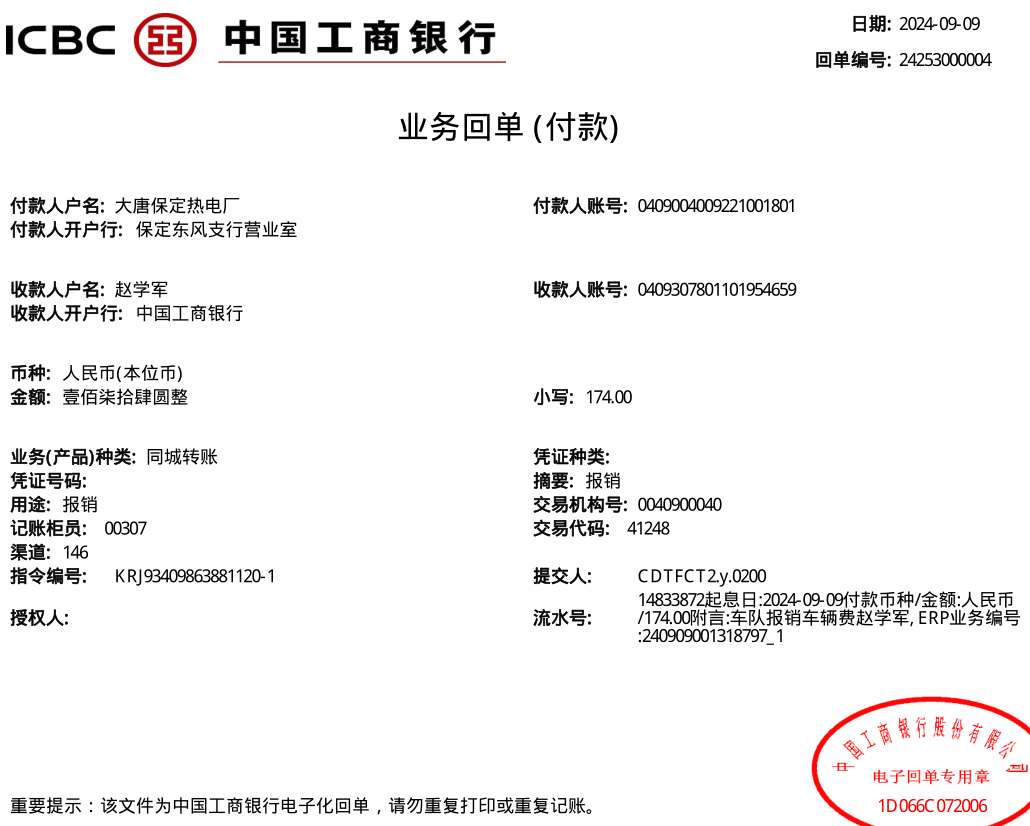 ICBC 中国工商银行
日期: 2024-09-09
回单编号: 24253000004
业务回单 (付款)
付款人户名: 大唐保定热电厂 付款人账号: 0409004009221001801
付款人开户行: 保定东风支行营业室
收款人户名: 赵学军 收款人账号: 0409307801101954659
收款人开户行: 中国工商银行
币种: 人民币(本位币)
金额: 壹佰柒拾肆圆整 小写: 174.00
业务(产品)种类: 同城转账 凭证种类:
凭证号码: 摘要: 报销
用途: 报销 交易机构号: 0040900040
记账柜员: 00307 交易代码: 41248
渠道: 146
指令编号: KRJ93409863881120-1 提交人: CDTFCT2.y.0200
授权人: 流水号: 14833872起息日:2024-09-09付款币种/金额:人民币
/174.00附言:车队报销车辆费赵学军, ERP业务编号
:240909001318797_1
中国工商银行股份有限公司
电子回单专用章
1D066C072006
重要提示：该文件为中国工商银行电子化回单，请勿重复打印或重复记账。